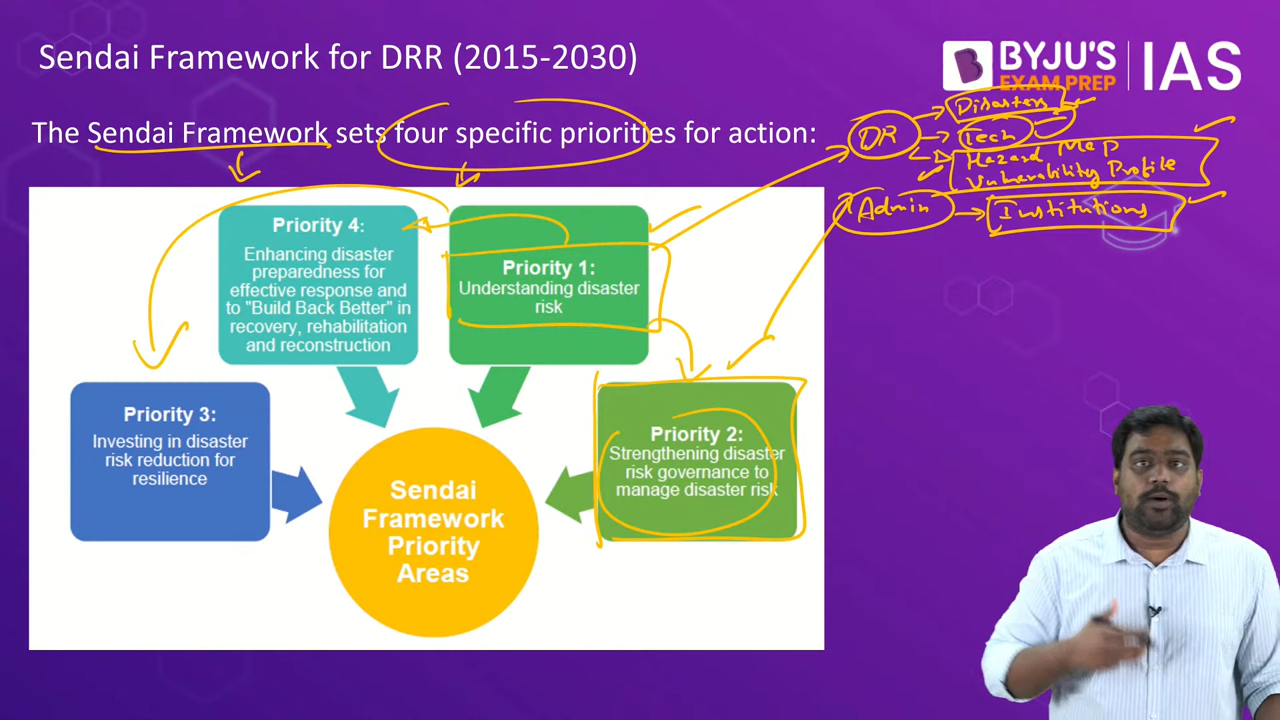 Sendai Framework for DRR (2015-2030)
BYJU'S
EXAM PREP
IAS
The Sendai Framework sets four specific priorities for action:
DR
Disasters
Tech
Hazard Map
Vulnerability Profile
Admin
Institutions
Priority 4:
Enhancing disaster
preparedness for
effective response and
to "Build Back Better" in
recovery, rehabilitation
and reconstruction
Priority 1:
Understanding disaster
risk
Priority 3:
Investing in disaster
risk reduction for
resilience
Priority 2:
Strengthening disaster
risk governance to
manage disaster risk
Sendai
Framework
Priority
Areas